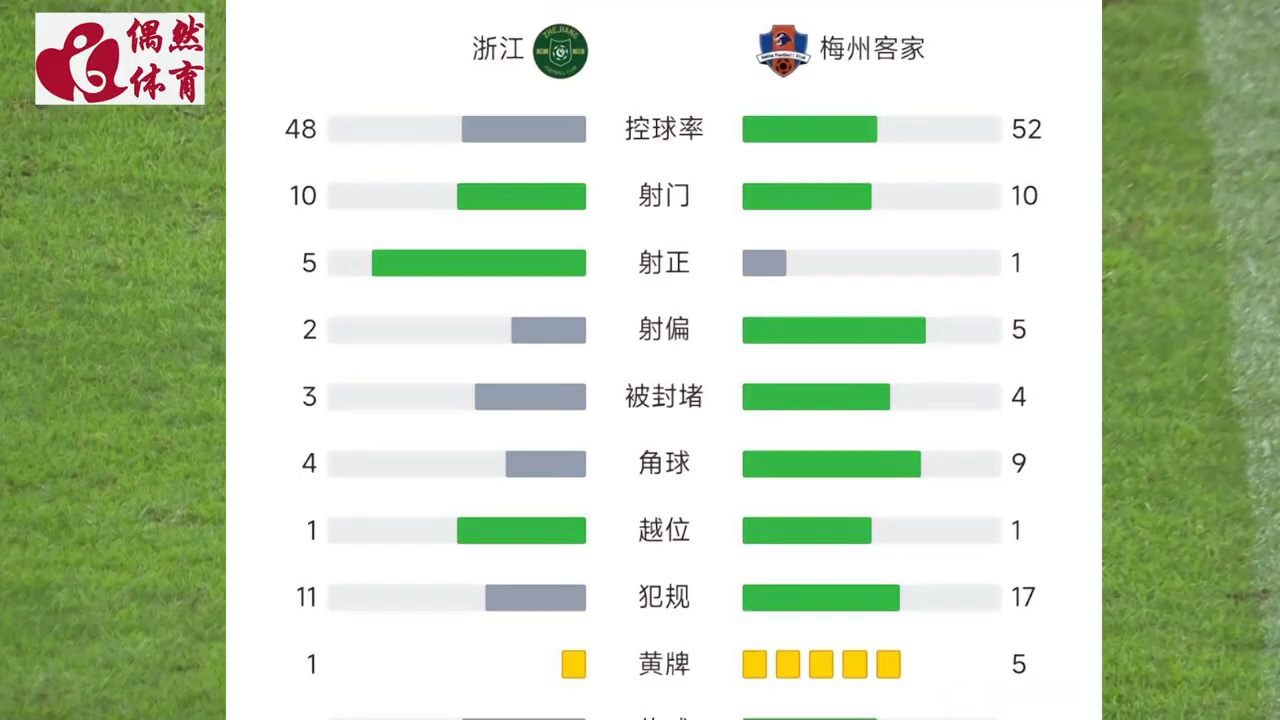 偶然
体育
浙江 ZHEJIANG
梅州客家
48 控球率 52
10 射门 10
5 射正 1
2 射偏 5
3 被封堵 4
4 角球 9
1 越位 1
11 犯规 17
1 黄牌 5